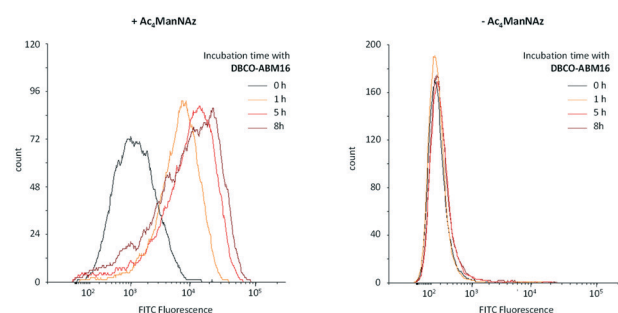 + Ac₄ManNAz
120
96
72
48
24
0
count
10² 10³ 10⁴ 10⁵
FITC Fluorescence
Incubation time with
DBCO-ABM16
0 h
1 h
5 h
8h
- Ac₄ManNAz
200
160
120
80
40
0
count
10² 10³ 10⁴ 10⁵
FITC Fluorescence
Incubation time with
DBCO-ABM16
0 h
1 h
5 h
8h